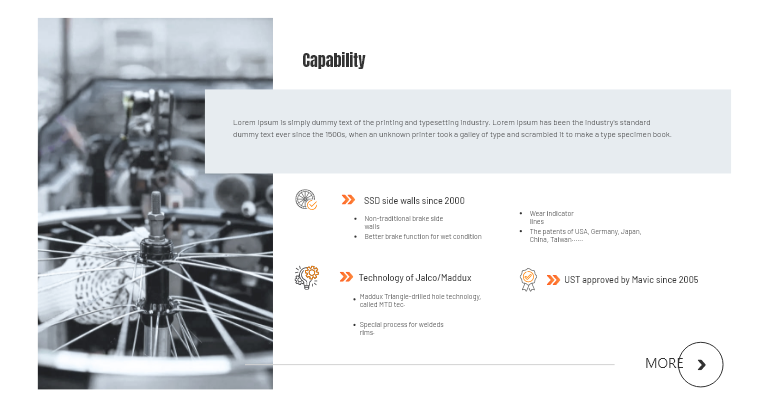 Capability
Lorem Ipsum is simply dummy text of the printing and typesetting industry. Lorem Ipsum has been the industry's standard
dummy text ever since the 1500s, when an unknown printer took a galley of type and scrambled it to make a type specimen book.
SSD side walls since 2000
• Non-traditional brake side
walls
• Better brake function for wet condition
• Wear indicator
lines
• The patents of USA, Germany, Japan,
China, Taiwan······
Technology of Jalco/Maddux
• Maddux Triangle-drilled hole technology,
called MTD tec·
• Special process for weldeds
rims·
UST approved by Mavic since 2005
MORE